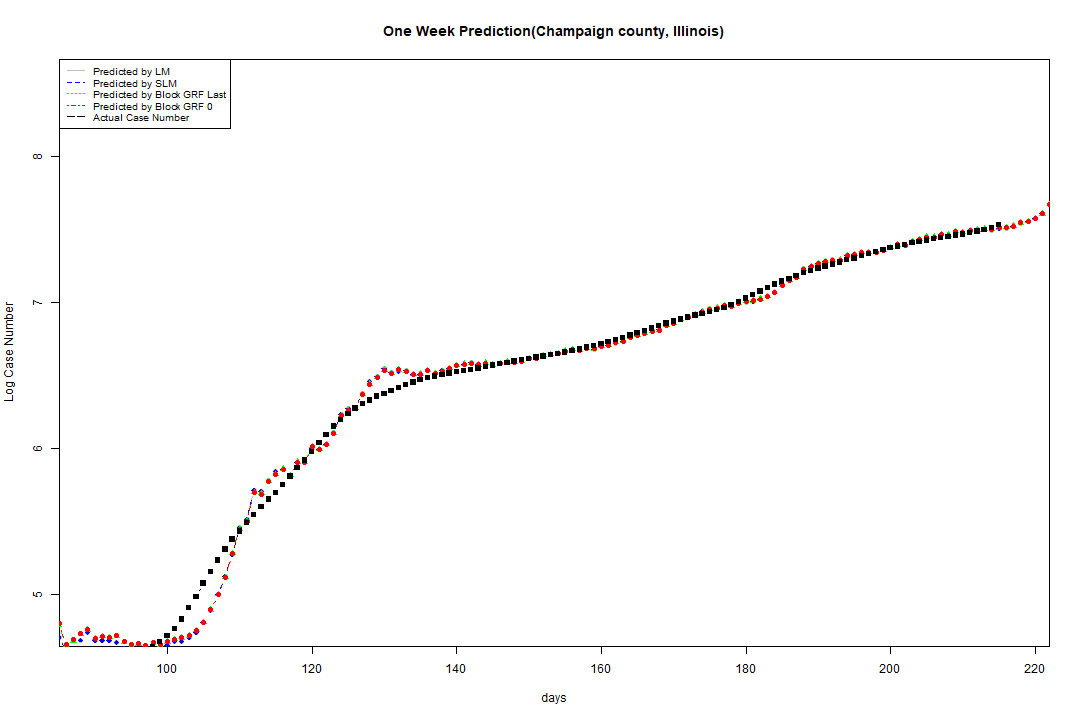 One Week Prediction(Champaign county, Illinois)
Predicted by LM
Predicted by SLM
Predicted by Block GRF Last
Predicted by Block GRF 0
Actual Case Number
8
7
6
5
Log Case Number
100 120 140 160 180 200 220
days